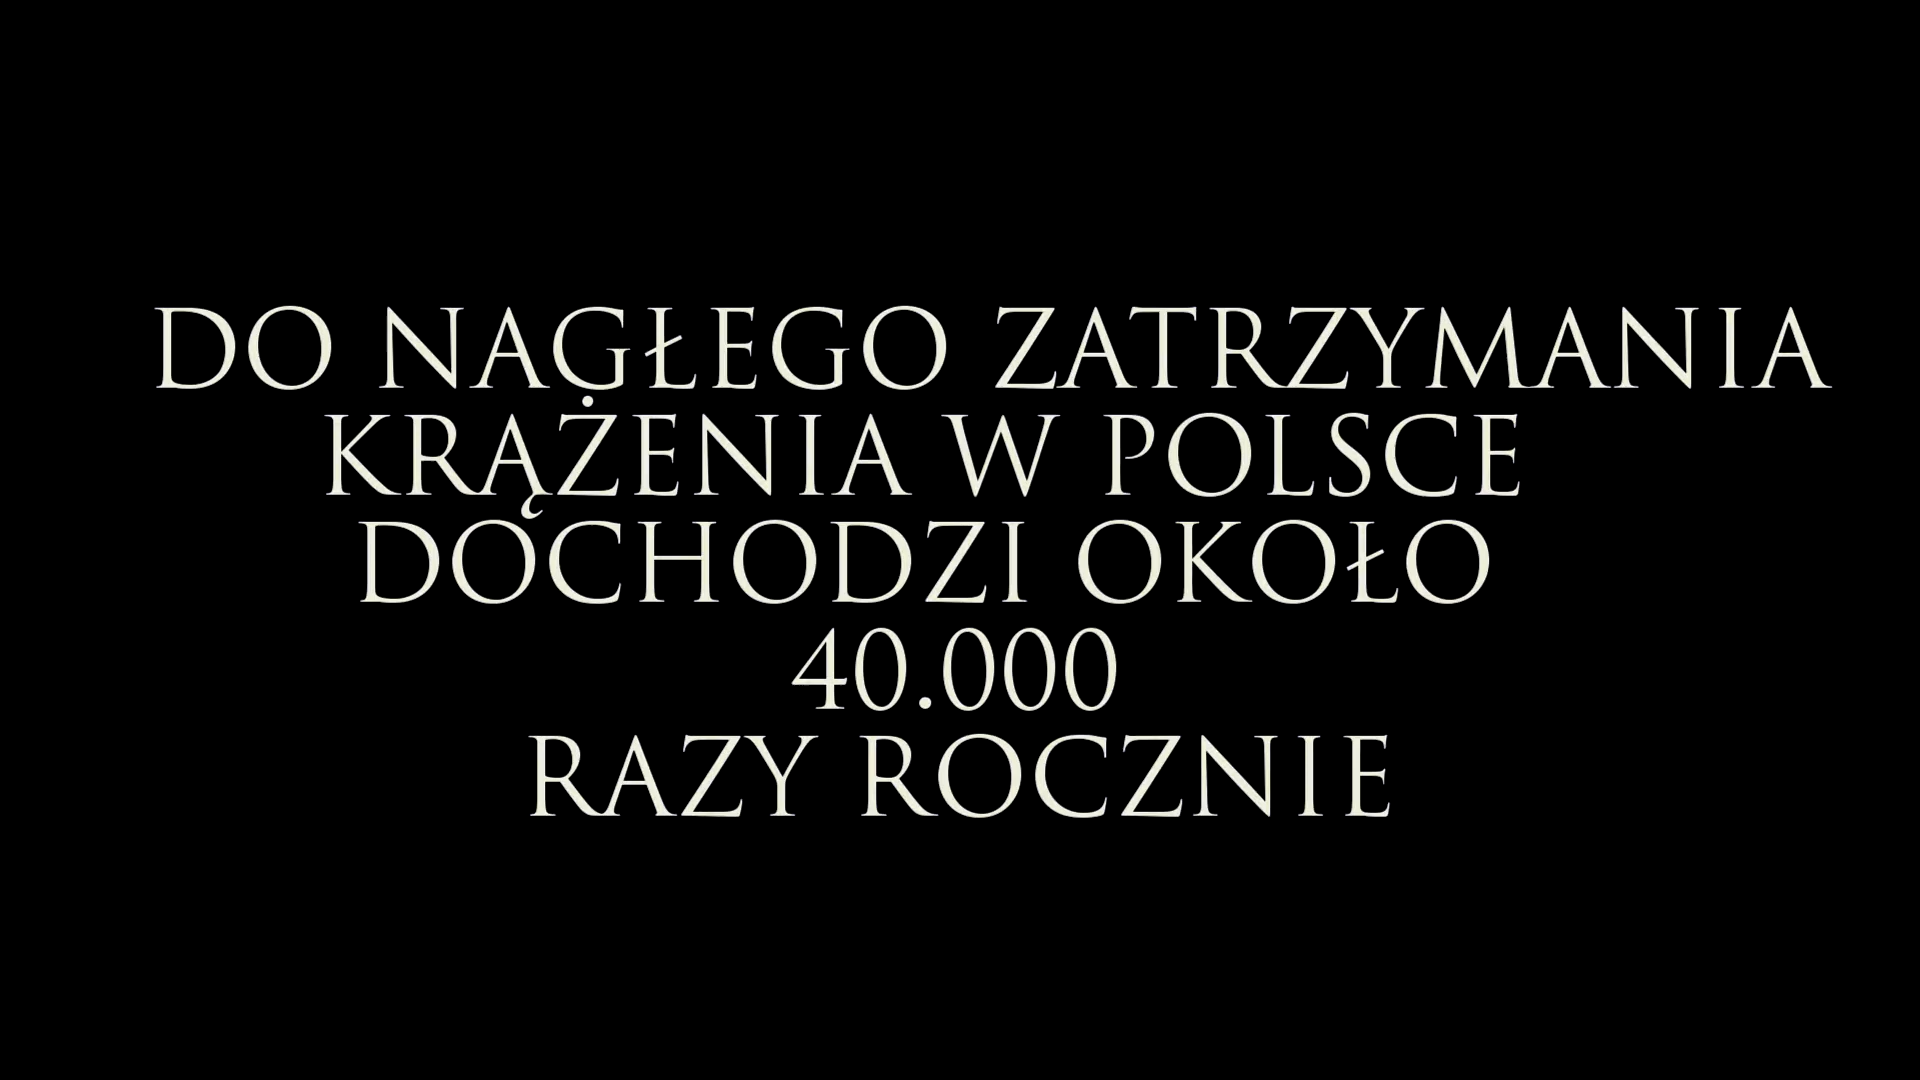 DO NAGŁEGO ZATRZYMANIA
KRĄŻENIA W POLSCE
DOCHODZI OKOŁO
40.000
RAZY ROCZNIE